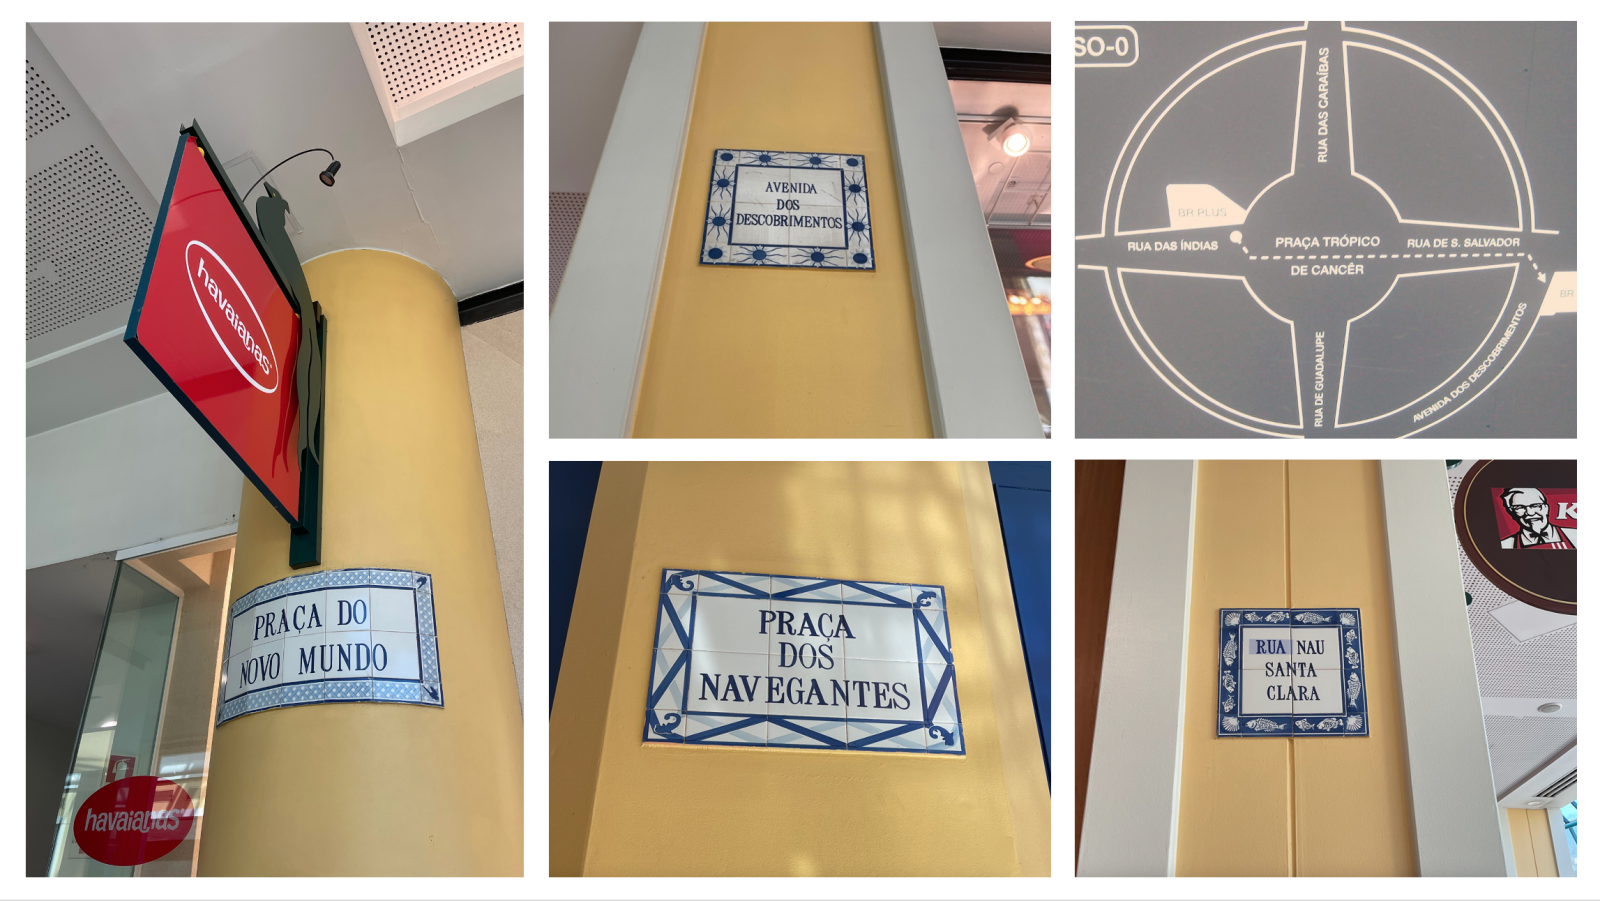 havaianas
PRAÇA DO
NOVO MUNDO
havaianas
AVENIDA
DOS
DESCOBRIMENTOS
PRAÇA
DOS
NAVEGANTES
SO-0
RUA DAS CARAÍBAS
BR PLUS
RUA DAS ÍNDIAS
PRAÇA TRÓPICO
DE CANCÊR
RUA DE S. SALVADOR
BR
RUA DE GUADALUPE
AVENIDA DOS DESCOBRIMENTOS
K
RUA NAU
SANTA
CLARA